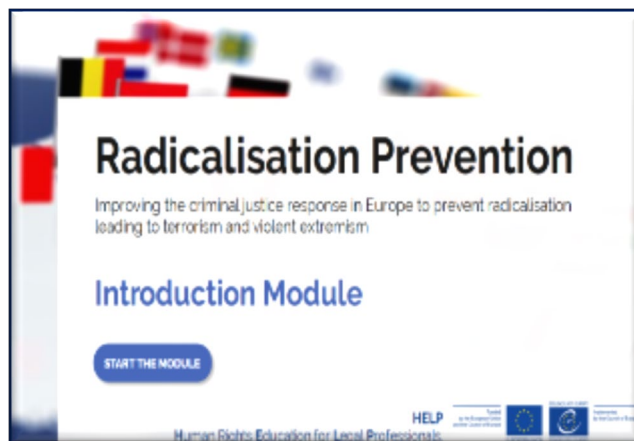 Radicalisation Prevention
Improving the criminal justice response in Europe to prevent radicalisation
leading to terrorism and violent extremism
Introduction Module
START THE MODULE
HELP
Human Rights Education for Legal Professionals